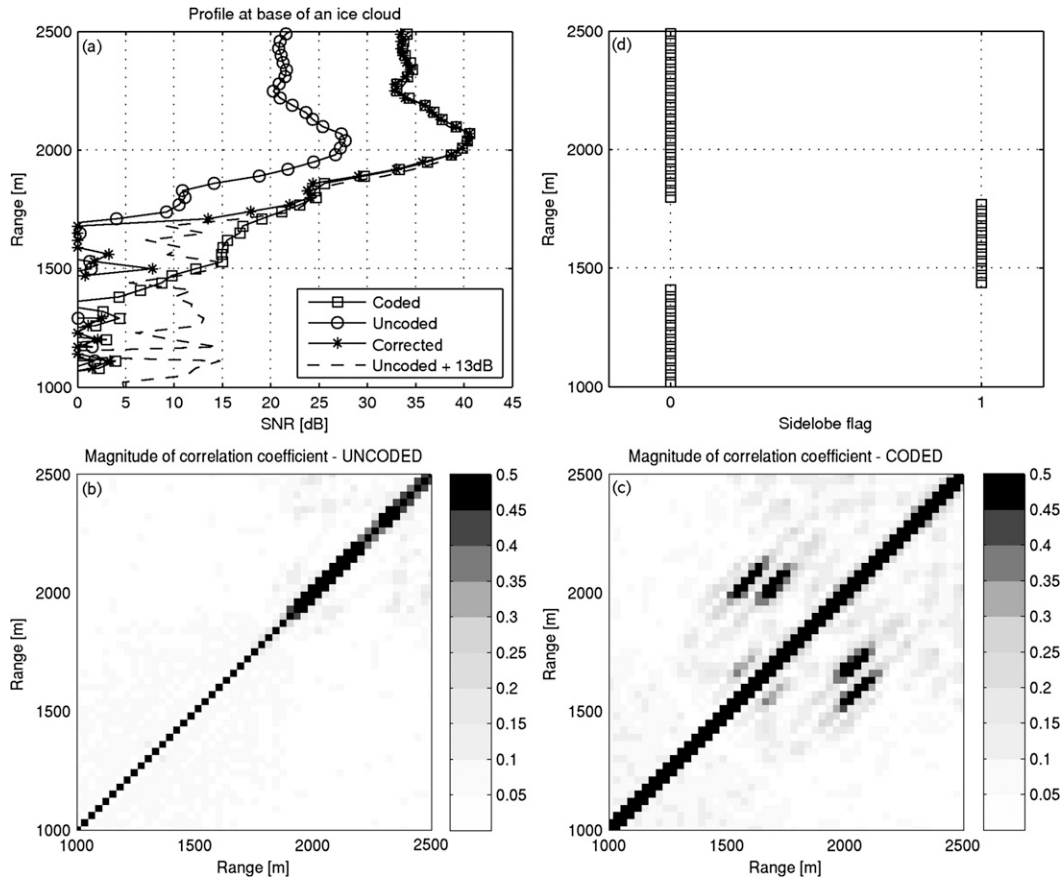 Profile at base of an ice cloud
(a)
2500
2000
1500
1000
Range [m]
0 5 10 15 20 25 30 35 40 45
SNR [dB]
Coded
Uncoded
Corrected
Uncoded + 13dB
(d)
2500
2000
1500
1000
Range [m]
0 1
Sidelobe flag
Magnitude of correlation coefficient - UNCODED
(b)
2500
2000
1500
1000
Range [m]
1000 1500 2000 2500
Range [m]
0.5
0.45
0.4
0.35
0.3
0.25
0.2
0.15
0.1
0.05
Magnitude of correlation coefficient - CODED
(c)
2500
2000
1500
1000
Range [m]
1000 1500 2000 2500
Range [m]
0.5
0.45
0.4
0.35
0.3
0.25
0.2
0.15
0.1
0.05